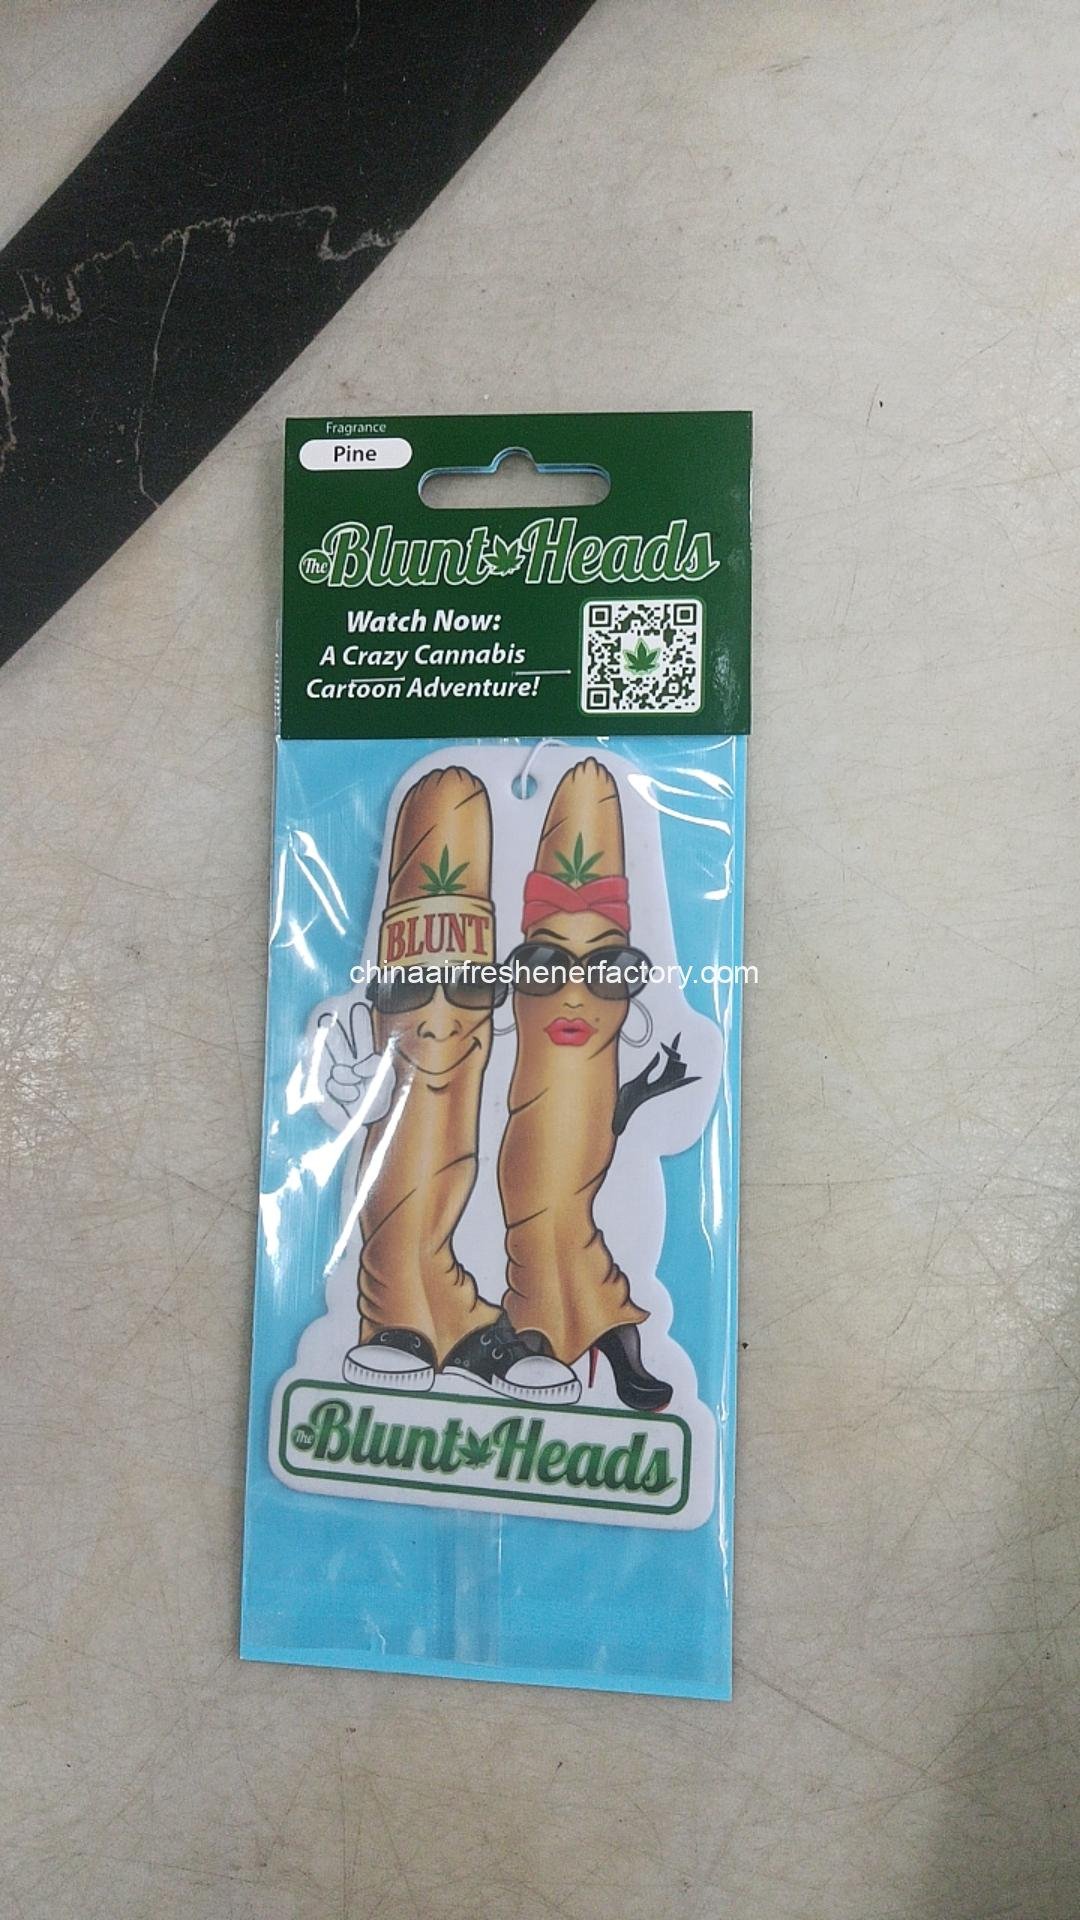 Fragrance
Pine
The Blunt Heads
Watch Now:
A Crazy Cannabis
Cartoon Adventure!
BLUNT
chinaairfreshenerfactory.com
The Blunt Heads